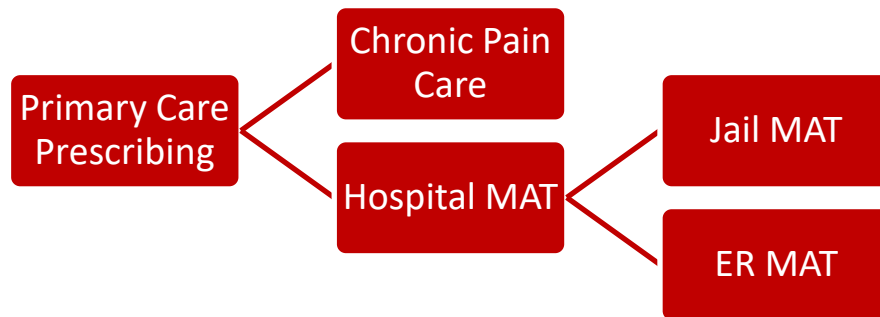 Primary Care
Prescribing
Chronic Pain
Care
Hospital MAT
Jail MAT
ER MAT